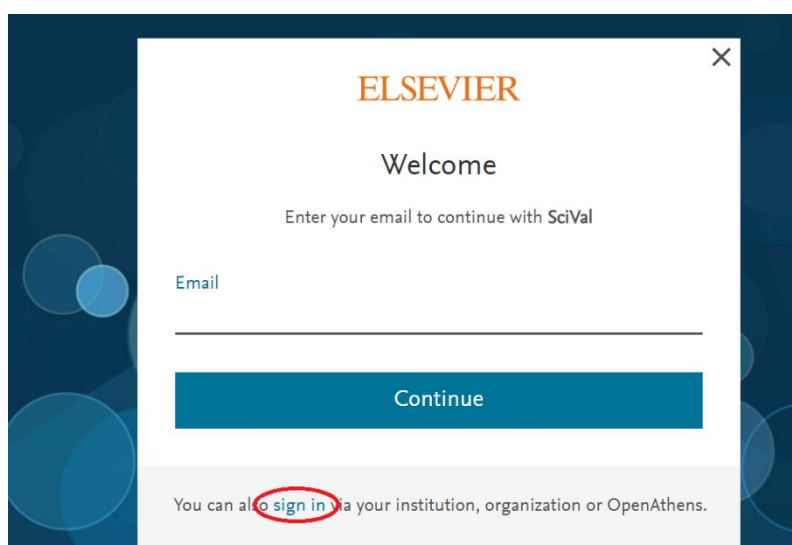 ELSEVIER
Welcome
Enter your email to continue with SciVal
Email
Continue
You can also sign in via your institution, organization or OpenAthens.